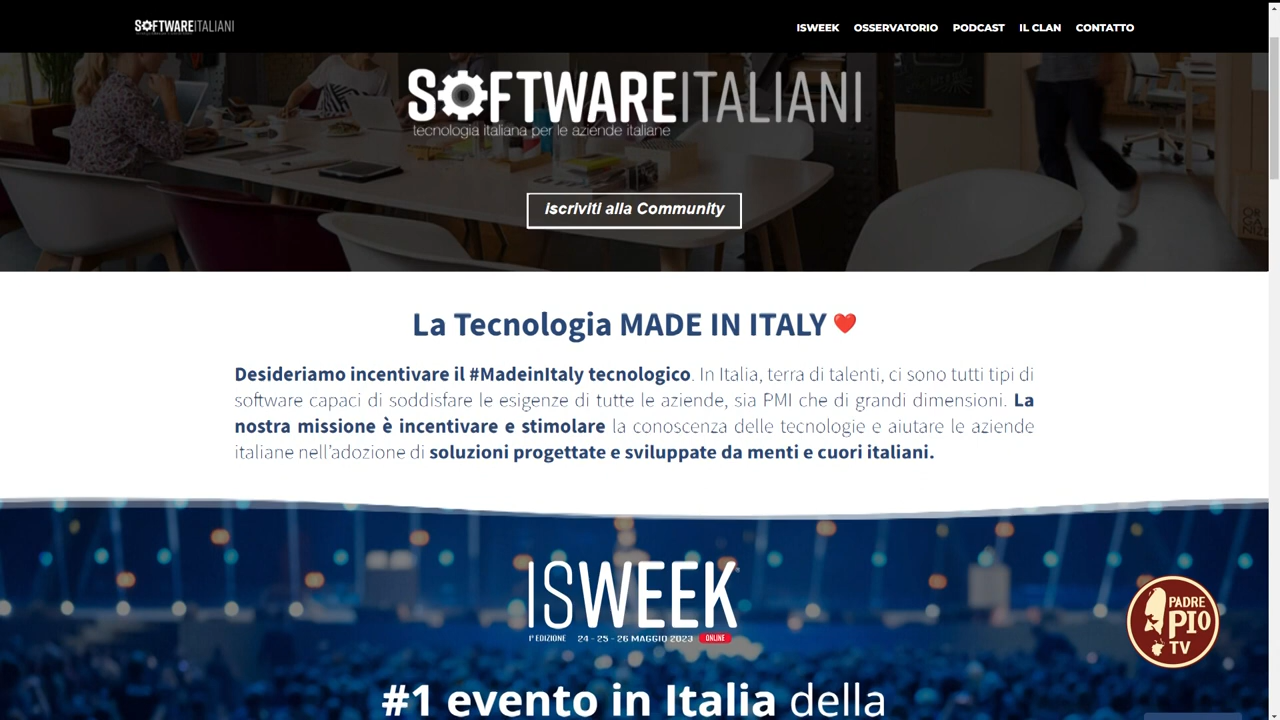 SOFTWAREITALIANI
ISWEEK OSSERVATORIO PODCAST IL CLAN CONTATTO
SOFTWAREITALIANI
tecnologia italiana per le aziende italiane
Iscriviti alla Community
La Tecnologia MADE IN ITALY ❤️
Desideriamo incentivare il #MadeinItaly tecnologico. In Italia, terra di talenti, ci sono tutti tipi di
software capaci di soddisfare le esigenze di tutte le aziende, sia PMI che di grandi dimensioni. La
nostra missione è incentivare e stimolare la conoscenza delle tecnologie e aiutare le aziende
italiane nell'adozione di soluzioni progettate e sviluppate da menti e cuori italiani.
ISWEEK
1ª EDIZIONE 24 - 25 - 26 MAGGIO 2023 ONLINE
PADRE
PIO
TV
#1 evento in Italia della